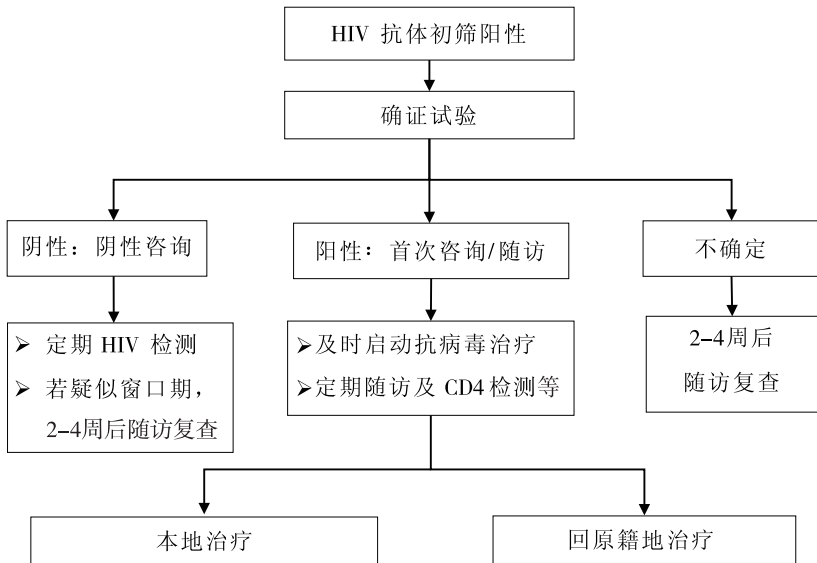 HIV 抗体初筛阳性
确证试验
阴性：阴性咨询
阳性：首次咨询/随访
不确定
➢ 定期 HIV 检测
➢ 若疑似窗口期，
2-4周后随访复查
➢及时启动抗病毒治疗
➢定期随访及 CD4 检测等
2-4周后
随访复查
本地治疗
回原籍地治疗